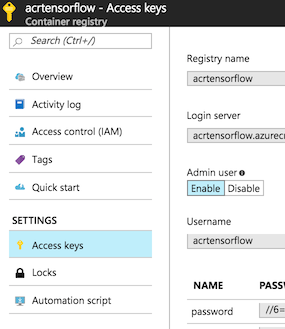 acrtensorflow - Access keys
Container registry
Search (Ctrl+/)
Overview
Activity log
Access control (IAM)
Tags
Quick start
SETTINGS
Access keys
Locks
Automation script
Registry name
acrtensorflow
Login server
acrtensorflow.azurec
Admin user
Enable Disable
Username
acrtensorflow
NAME PASSW
password //6=